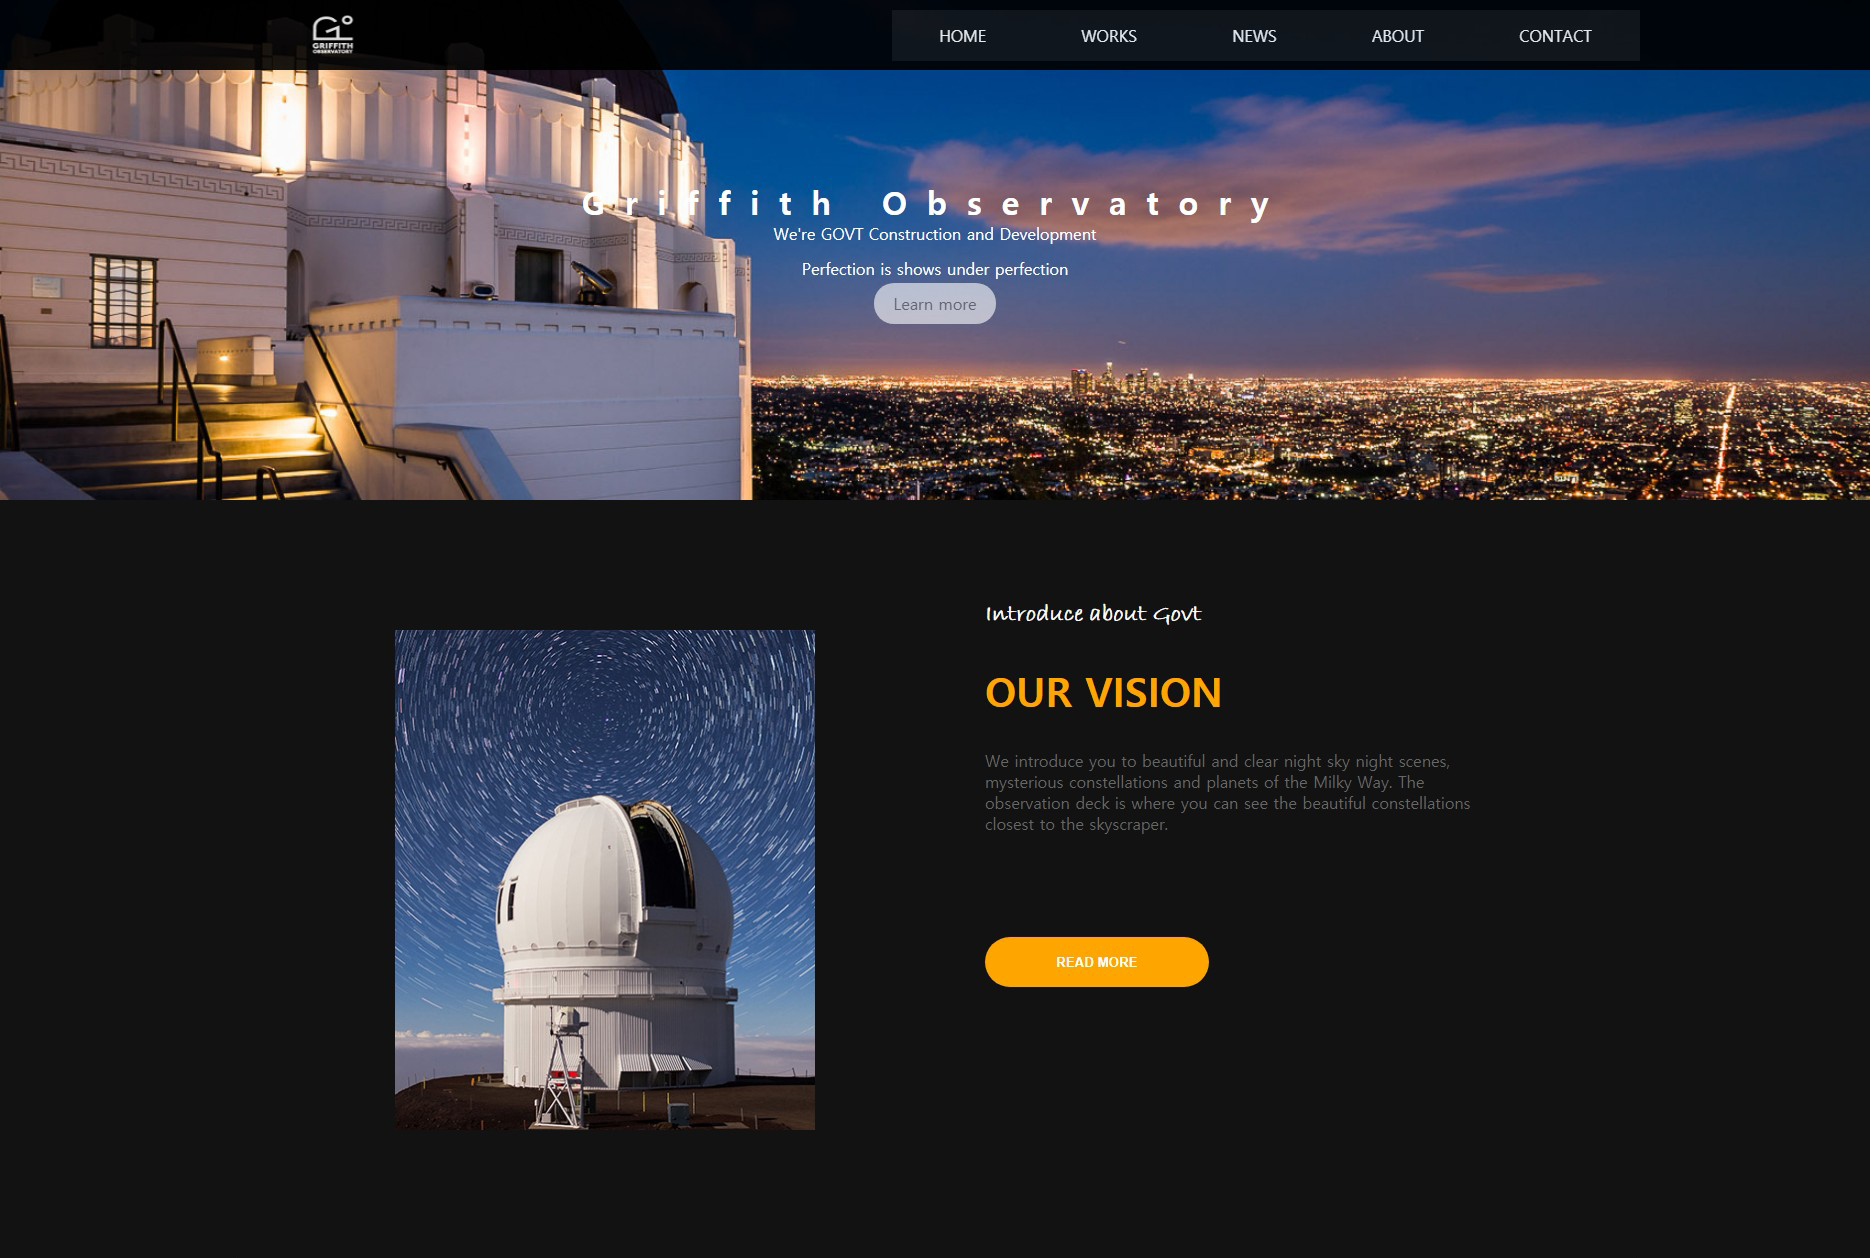 GRIFFITH
OBSERVATORY
HOME WORKS NEWS ABOUT CONTACT
Griffith Observatory
We're GOVT Construction and Development
Perfection is shows under perfection
Learn more
Introduce about Govt
OUR VISION
We introduce you to beautiful and clear night sky night scenes,
mysterious constellations and planets of the Milky Way. The
observation deck is where you can see the beautiful constellations
closest to the skyscraper.
READ MORE